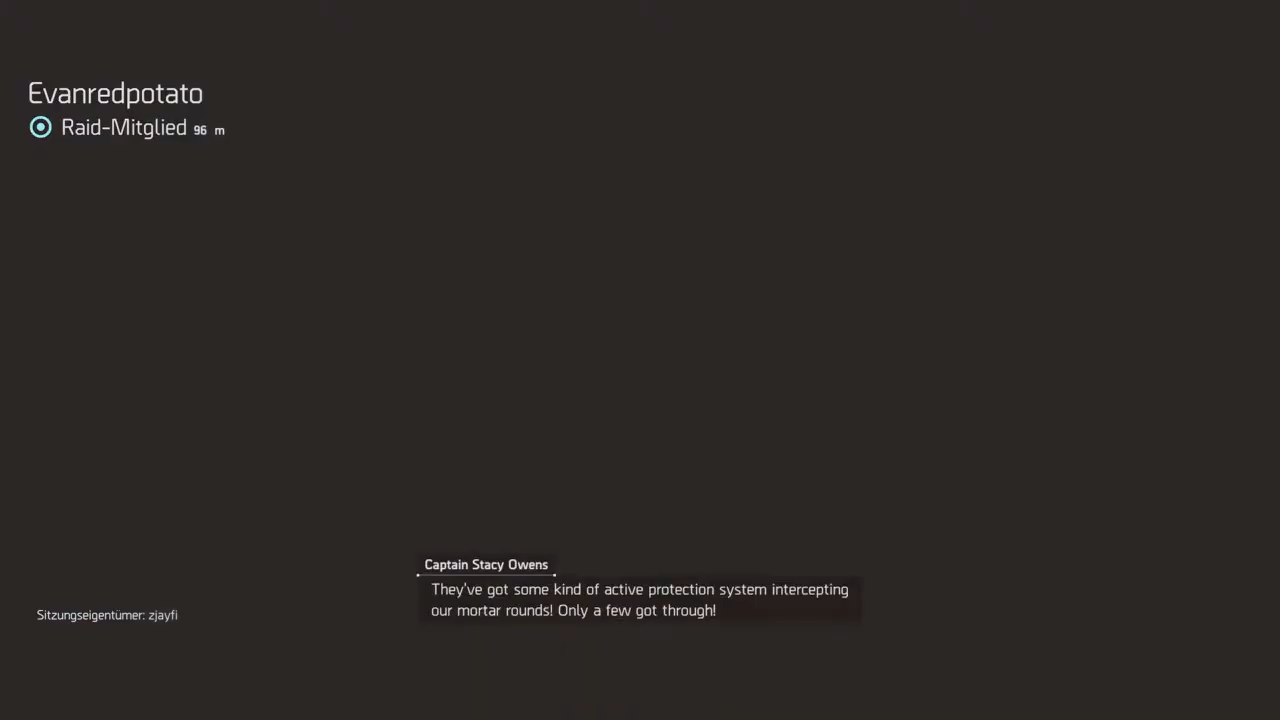 Evanredpotato
Raid-Mitglied 96 m
Captain Stacy Owens
They've got some kind of active protection system intercepting
our mortar rounds! Only a few got through!
Sitzungseigentümer: zjayfi